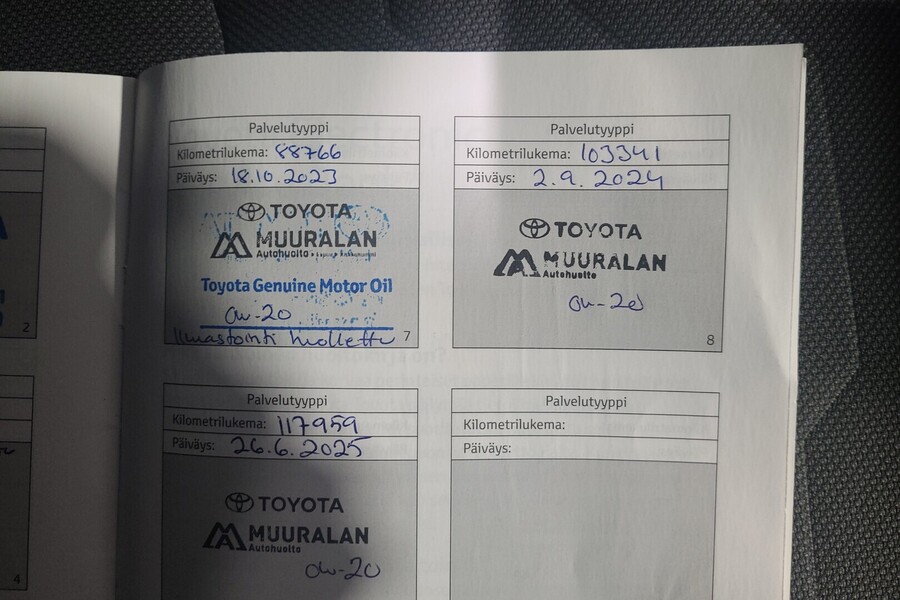 2
4
Palvelutyyppi
Kilometrilukema: 88766
Päiväys: 18.10.2023
TOYOTA
MUURALAN
Autohuolto
Toyota Genuine Motor Oil
0w-20
Ilmastointi huollettu
7
Palvelutyyppi
Kilometrilukema: 103341
Päiväys: 2.9.2024
TOYOTA
MUURALAN
Autohuolto
0w-20
8
Palvelutyyppi
Kilometrilukema: 117959
Päiväys: 26.6.2025
TOYOTA
MUURALAN
Autohuolto
0w-20
Palvelutyyppi
Kilometrilukema:
Päiväys: